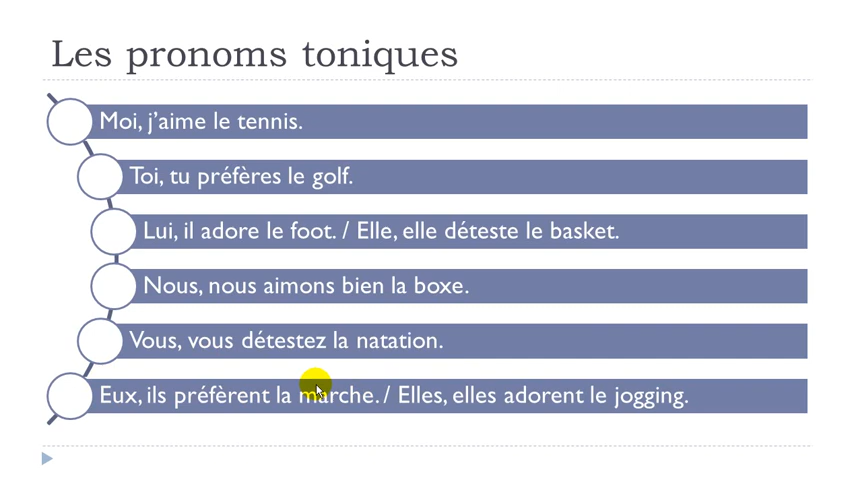 Les pronoms toniques
Moi, j’aime le tennis.
Toi, tu préfères le golf.
Lui, il adore le foot. / Elle, elle déteste le basket.
Nous, nous aimons bien la boxe.
Vous, vous détestez la natation.
Eux, ils préfèrent la marche. / Elles, elles adorent le jogging.